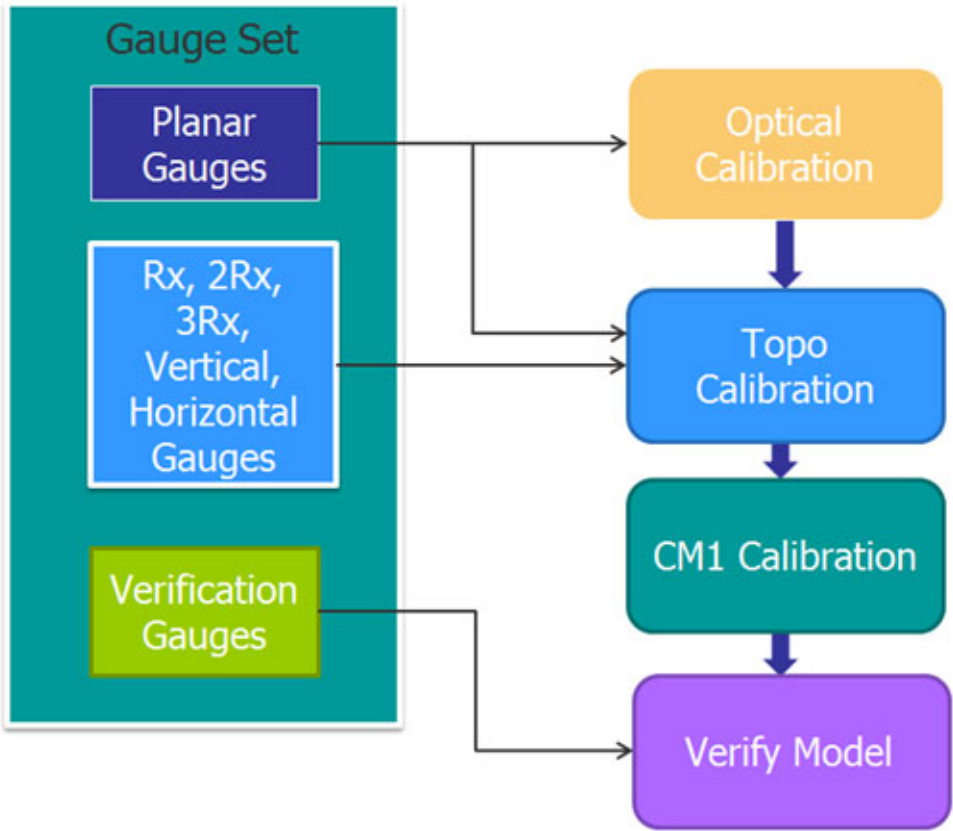 Gauge Set
Planar
Gauges
Rx, 2Rx,
3Rx,
Vertical,
Horizontal
Gauges
Verification
Gauges
Optical
Calibration
Topo
Calibration
CM1 Calibration
Verify Model